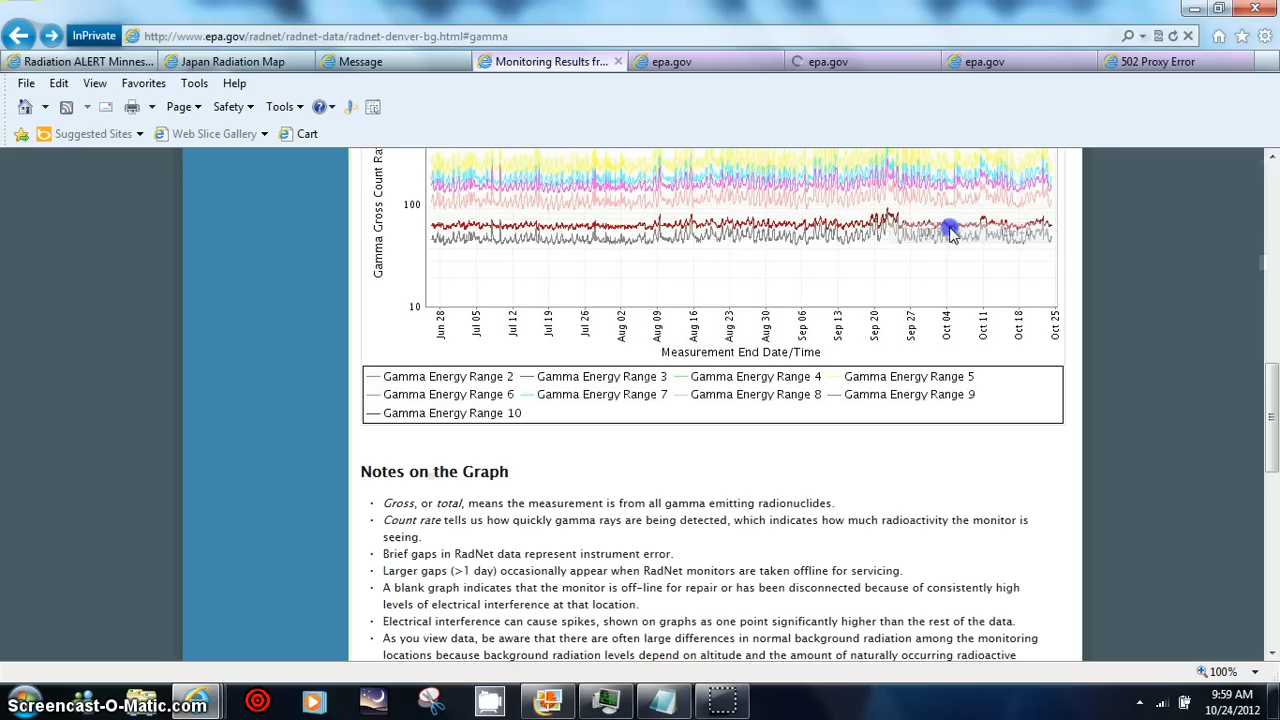 InPrivate
http://www.epa.gov/radnet/radnet-data/radnet-denver-bg.html#gamma
Radiation ALERT Minnes...
Japan Radiation Map
Message
Monitoring Results fr...
epa.gov
epa.gov
epa.gov
502 Proxy Error
File Edit View Favorites Tools Help
Page Safety Tools
Suggested Sites Web Slice Gallery Cart
Gamma Gross Count Ra
100
10
Jun 28
Jul 05
Jul 12
Jul 19
Jul 26
Aug 02
Aug 09
Aug 16
Aug 23
Aug 30
Sep 06
Sep 13
Sep 20
Sep 27
Oct 04
Oct 11
Oct 18
Oct 25
Measurement End Date/Time
Gamma Energy Range 2 Gamma Energy Range 3 Gamma Energy Range 4 Gamma Energy Range 5
Gamma Energy Range 6 Gamma Energy Range 7 Gamma Energy Range 8 Gamma Energy Range 9
Gamma Energy Range 10
Notes on the Graph
· Gross, or total, means the measurement is from all gamma emitting radionuclides.
· Count rate tells us how quickly gamma rays are being detected, which indicates how much radioactivity the monitor is
seeing.
· Brief gaps in RadNet data represent instrument error.
· Larger gaps (>1 day) occasionally appear when RadNet monitors are taken offline for servicing.
· A blank graph indicates that the monitor is off-line for repair or has been disconnected because of consistently high
levels of electrical interference at that location.
· Electrical interference can cause spikes, shown on graphs as one point significantly higher than the rest of the data.
· As you view data, be aware that there are often large differences in normal background radiation among the monitoring
locations because background radiation levels depend on altitude and the amount of naturally occurring radioactive
100%
9:59 AM
10/24/2012
Screencast-O-Matic.com